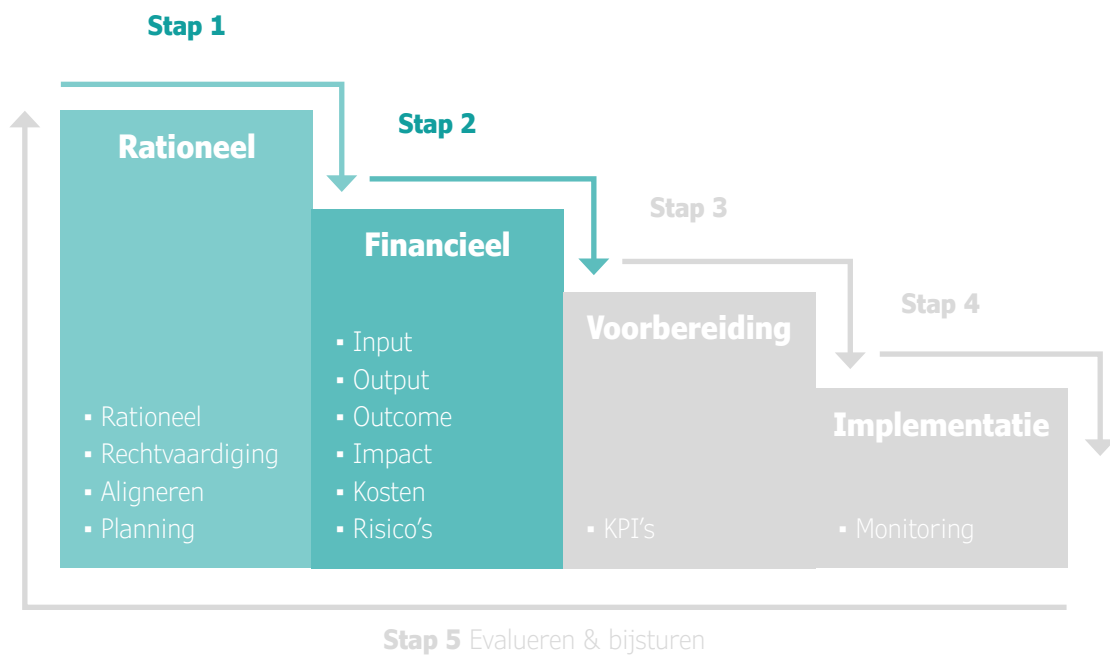 Stap 1
Rationeel
▪ Rationeel
▪ Rechtvaardiging
▪ Aligneren
▪ Planning
Stap 2
Financieel
▪ Input
▪ Output
▪ Outcome
▪ Impact
▪ Kosten
▪ Risico’s
Stap 3
Voorbereiding
▪ KPI’s
Stap 4
Implementatie
▪ Monitoring
Stap 5 Evalueren & bijsturen